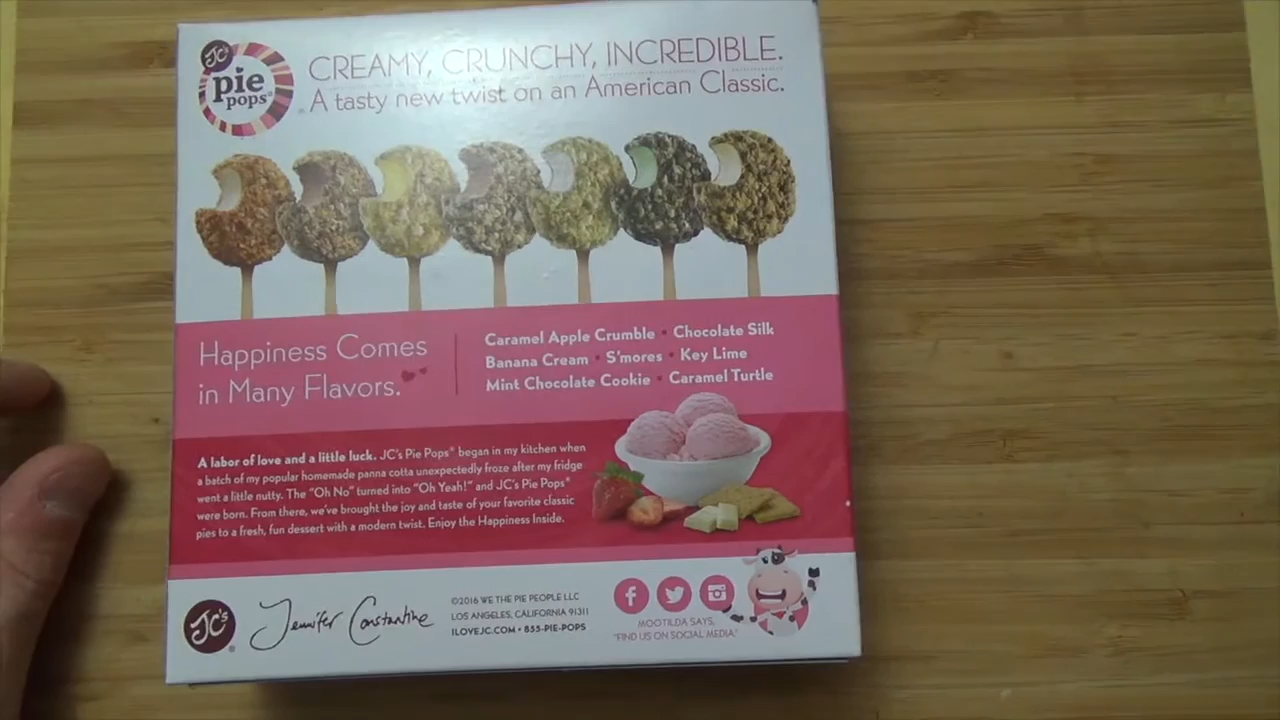 JC's
pie
pops®
CREAMY, CRUNCHY, INCREDIBLE.
A tasty new twist on an American Classic.
Happiness Comes
in Many Flavors.
Caramel Apple Crumble • Chocolate Silk
Banana Cream • S'mores • Key Lime
Mint Chocolate Cookie • Caramel Turtle
A labor of love and a little luck. JC's Pie Pops® began in my kitchen when
a batch of my popular homemade panna cotta unexpectedly froze after my fridge
went a little nutty. The "Oh No" turned into "Oh Yeah!" and JC's Pie Pops®
were born. From there, we've brought the joy and taste of your favorite classic
pies to a fresh, fun dessert with a modern twist. Enjoy the Happiness Inside.
JC's®
Jennifer Constantine
©2016 WE THE PIE PEOPLE LLC
LOS ANGELES, CALIFORNIA 91311
ILOVEJC.COM • 855-PIE-POPS
MOOTILDA SAYS,
"FIND US ON SOCIAL MEDIA."